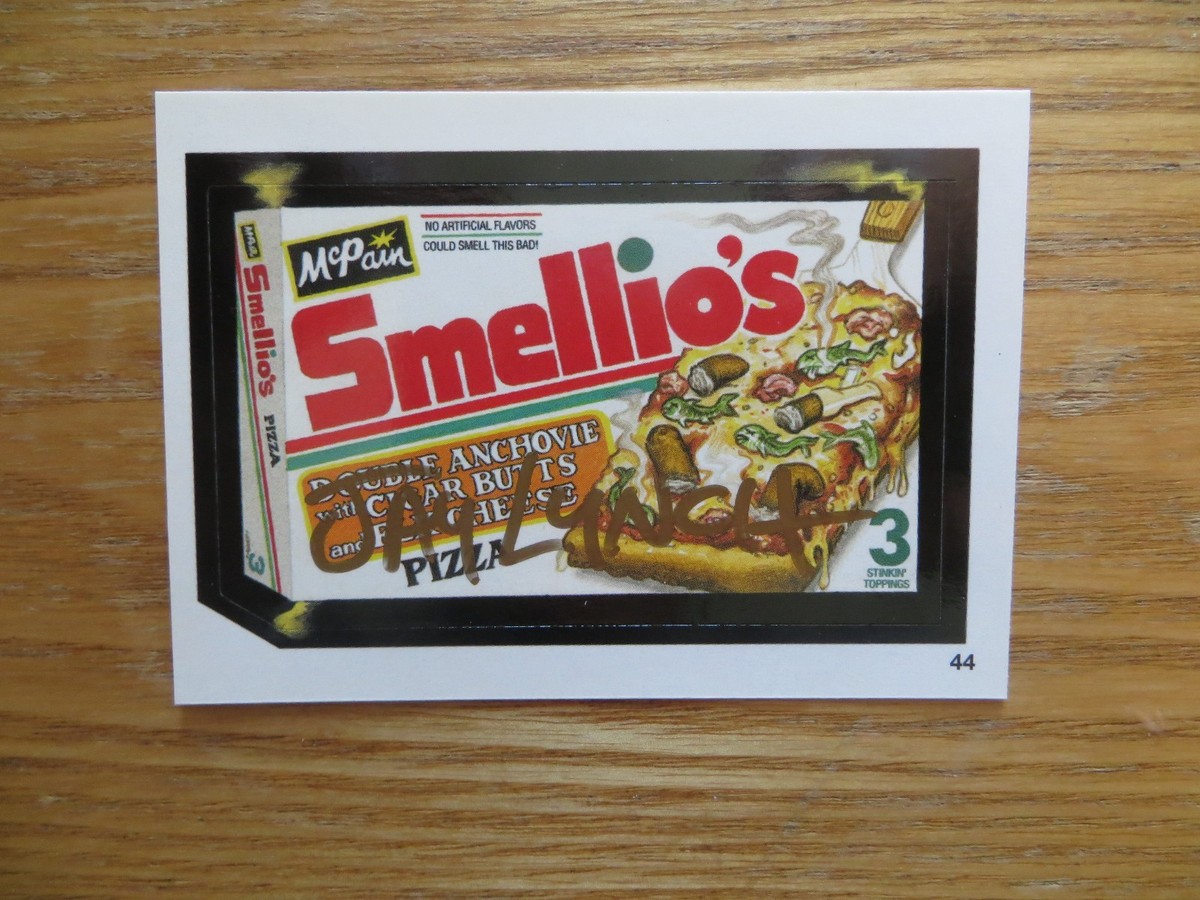 McPain
NO ARTIFICIAL FLAVORS
COULD SMELL THIS BAD!
Smellio's
Smellio's PIZZA
3
DOUBLE ANCHOVIE
with CIGAR BUTTS
and CHEESE
PIZZA
JAY LYNCH
C
3
STINKIN'
TOPPINGS
44